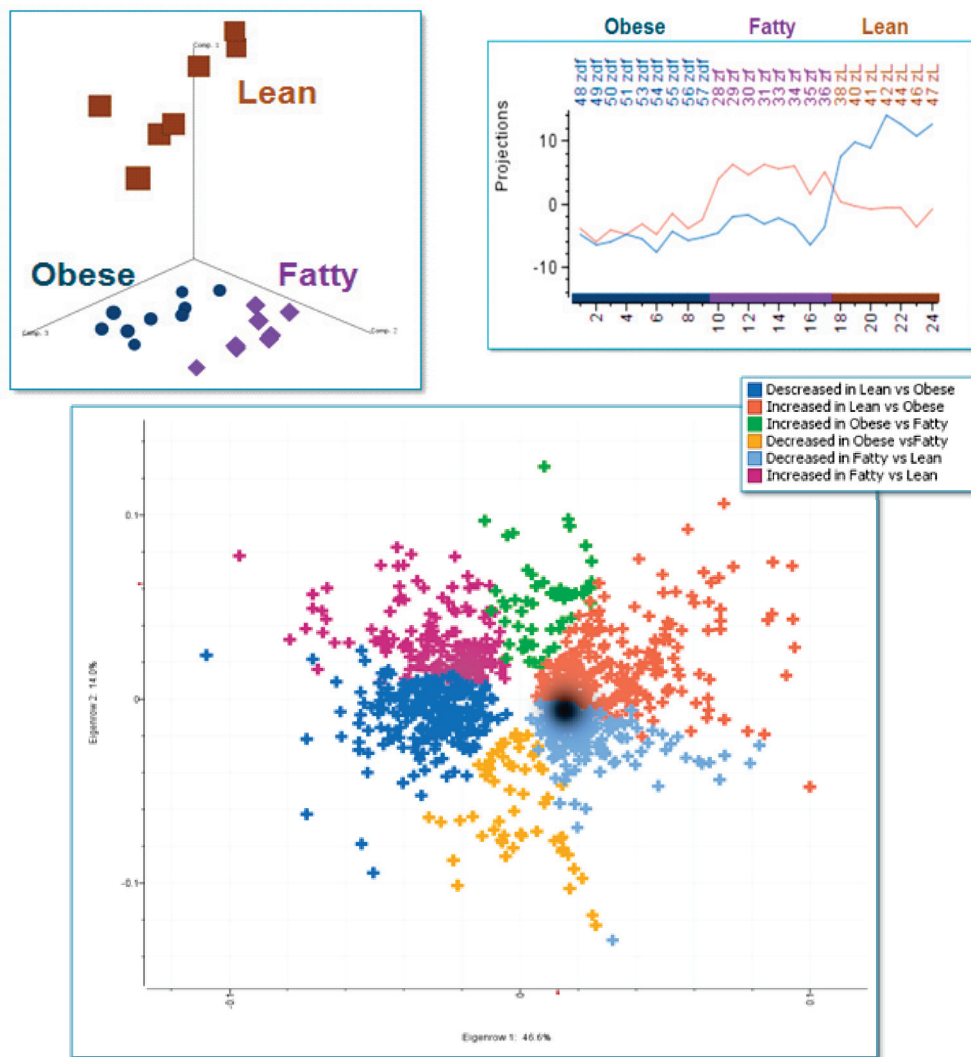 Comp. 1
Lean
Obese
Fatty
Comp. 3
Comp. 2
Obese Fatty Lean
48 zdf
49 zdf
50 zdf
51 zdf
53 zdf
54 zdf
55 zdf
56 zdf
57 zdf
28 zf
29 zf
30 zf
31 zf
33 zf
34 zf
35 zf
36 zf
38 zL
40 zL
41 zL
42 zL
44 zL
46 zL
47 zL
Projections
10
0
-10
2 4 6 8 10 12 14 16 18 20 22 24
Descreased in Lean vs Obese
Increased in Lean vs Obese
Increased in Obese vs Fatty
Decreased in Obese vsFatty
Decreased in Fatty vs Lean
Increased in Fatty vs Lean
Eigenrow 2: 14.0%
0.1
0
-0.1
-0.1 0 0.1
Eigenrow 1: 46.6%